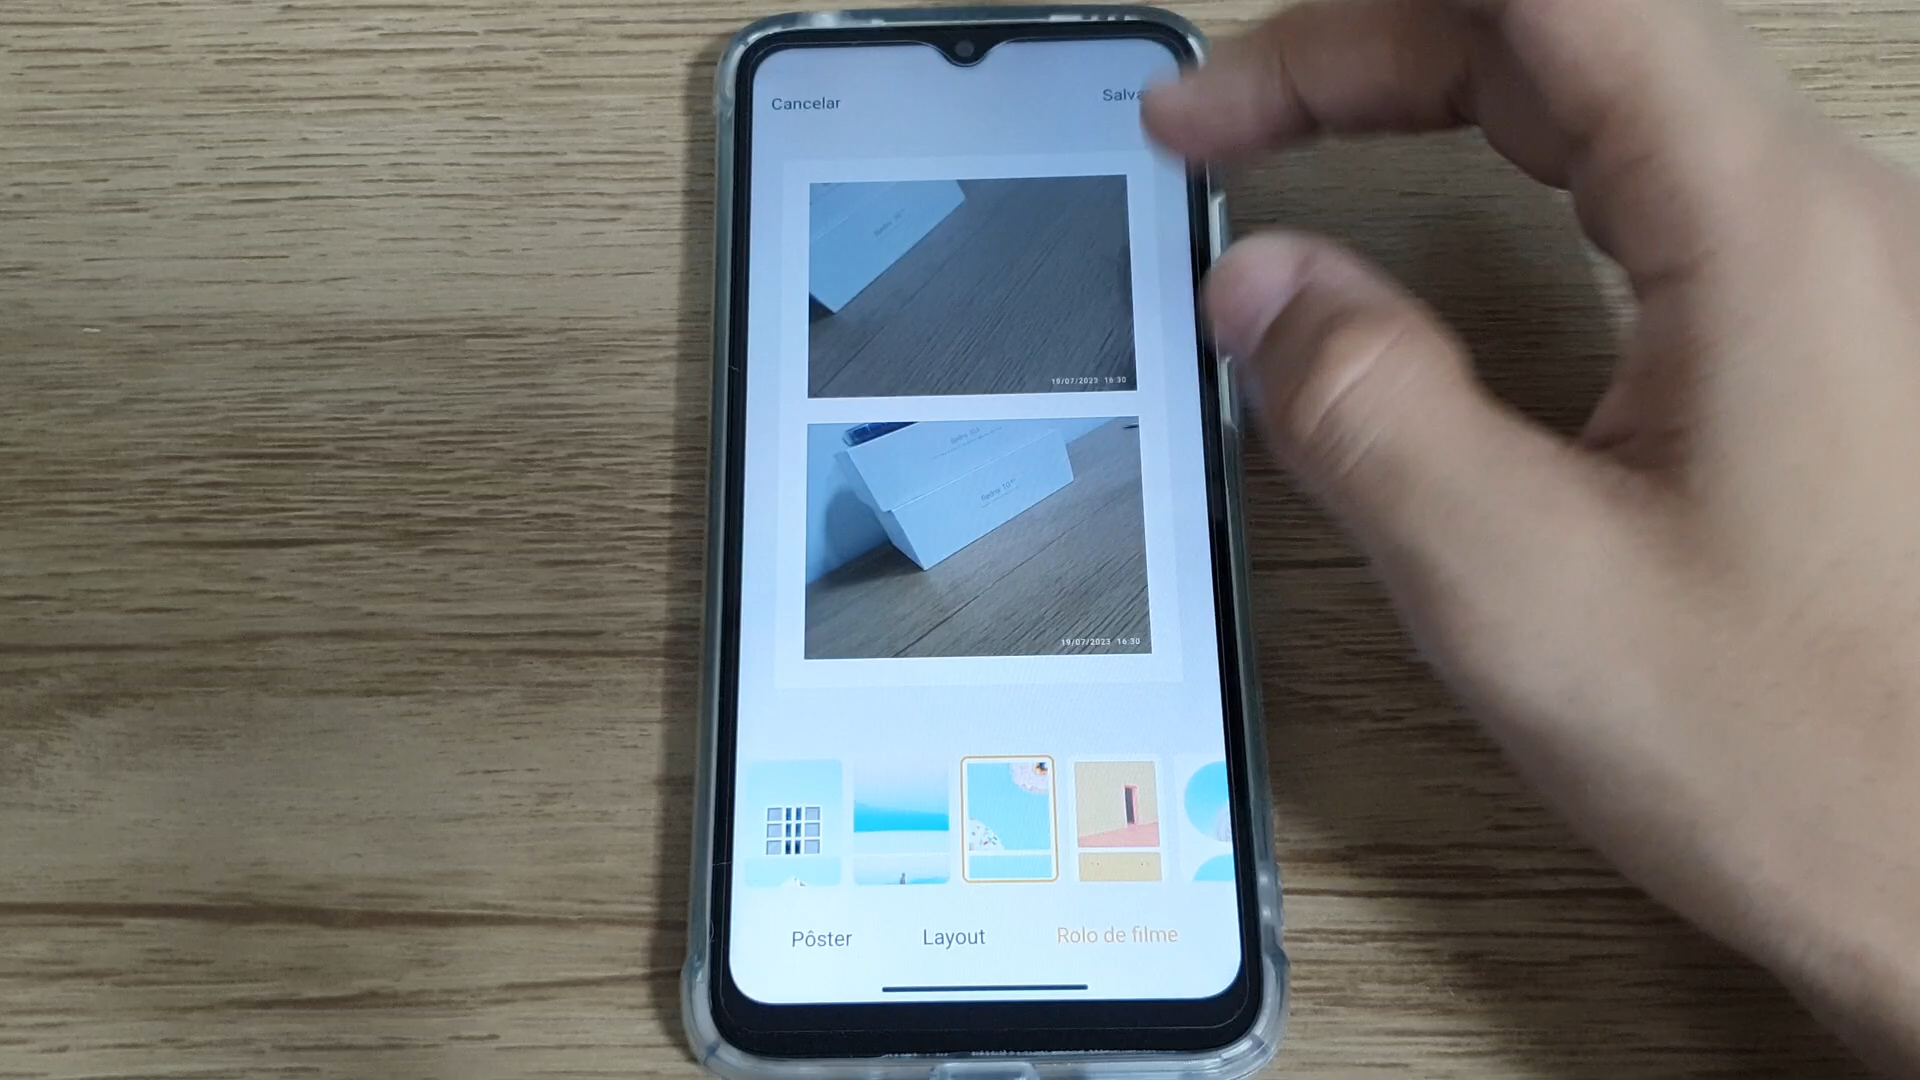 Cancelar
Salva
19/07/2023 16:30
19/07/2023 16:30
Pôster
Layout
Rolo de filme